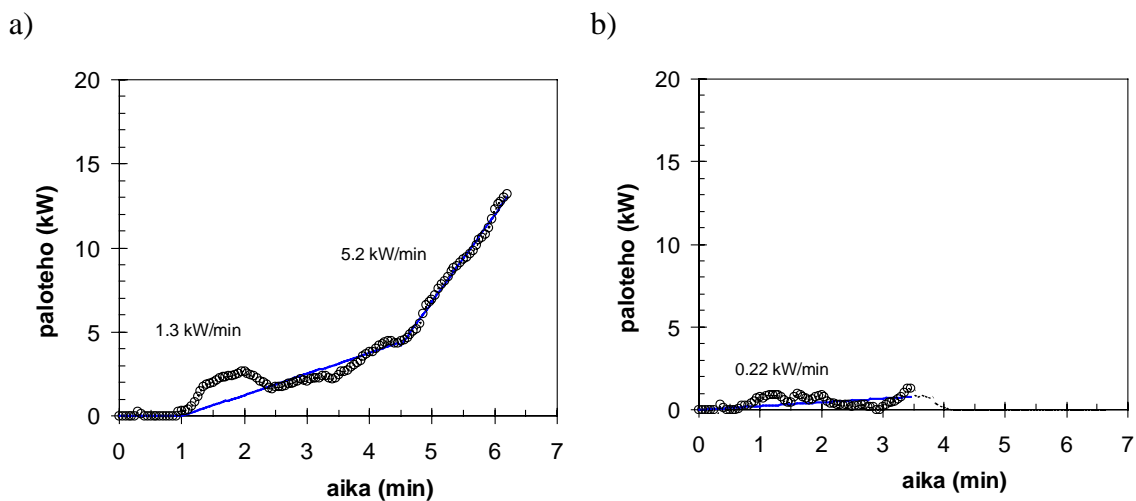 a)
b)
20
15
10
5
0
paloteho (kW)
5.2 kW/min
1.3 kW/min
0 1 2 3 4 5 6 7
aika (min)
20
15
10
5
0
paloteho (kW)
0.22 kW/min
0 1 2 3 4 5 6 7
aika (min)